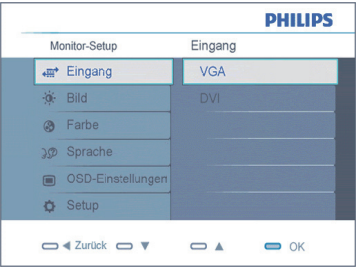 PHILIPS
Monitor-Setup Eingang
Eingang VGA
Bild DVI
Farbe
Sprache
OSD-Einstellungen
Setup
Zurück OK